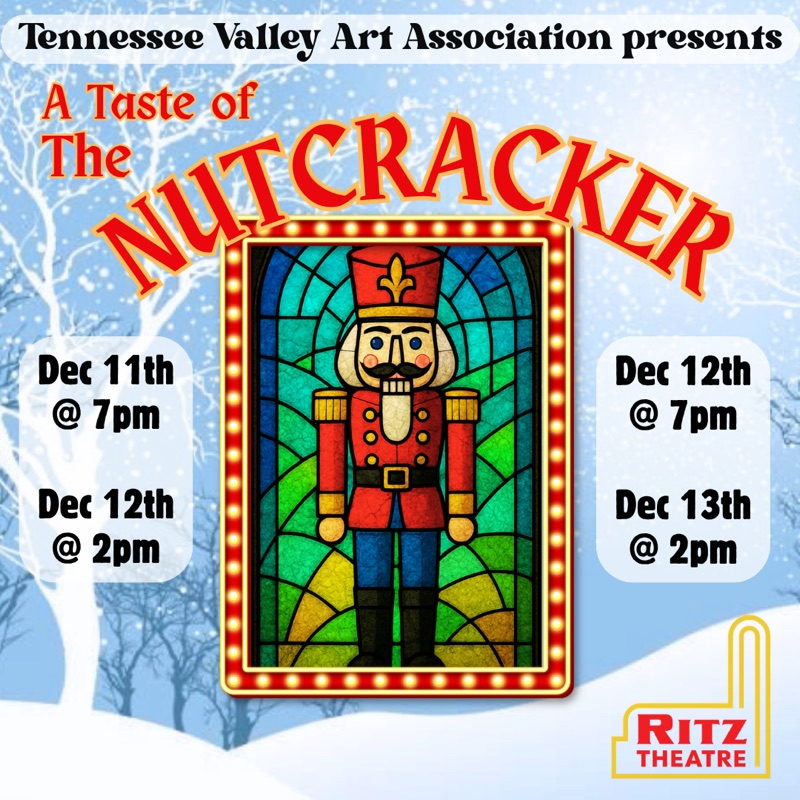 Tennessee Valley Art Association presents
A Taste of
The
NUTCRACKER
Dec 11th
@ 7pm
Dec 12th
@ 2pm
Dec 12th
@ 7pm
Dec 13th
@ 2pm
RITZ
THEATRE